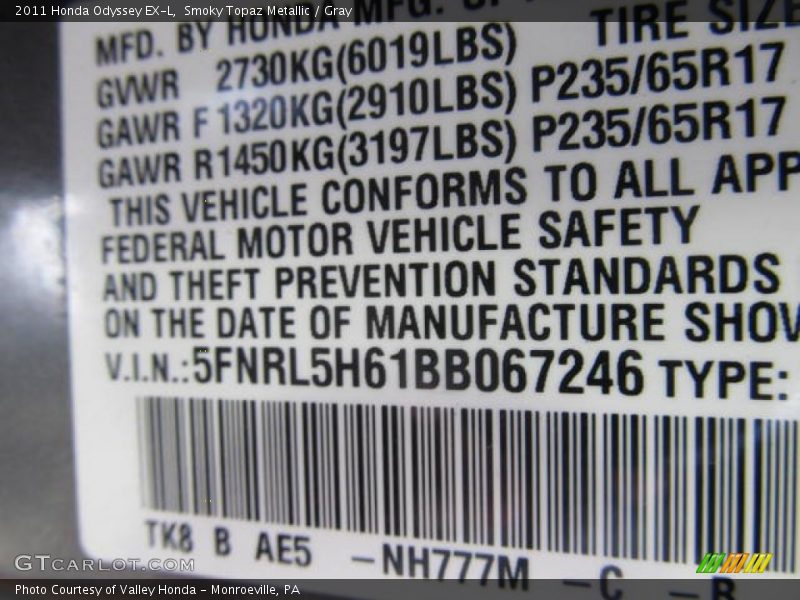 2011 Honda Odyssey EX-L, Smoky Topaz Metallic / Gray
MFD. BY HONDA MFG. OF
TIRE SIZE
GVWR 2730KG(6019LBS)
GAWR F 1320KG(2910LBS) P235/65R17
GAWR R1450KG(3197LBS) P235/65R17
THIS VEHICLE CONFORMS TO ALL APP
FEDERAL MOTOR VEHICLE SAFETY
AND THEFT PREVENTION STANDARDS
ON THE DATE OF MANUFACTURE SHOW
V.I.N.:5FNRL5H61BB067246 TYPE:
TK8 B AE5 -NH777M -C -B
GTCARLOT.COM
Photo Courtesy of Valley Honda - Monroeville, PA